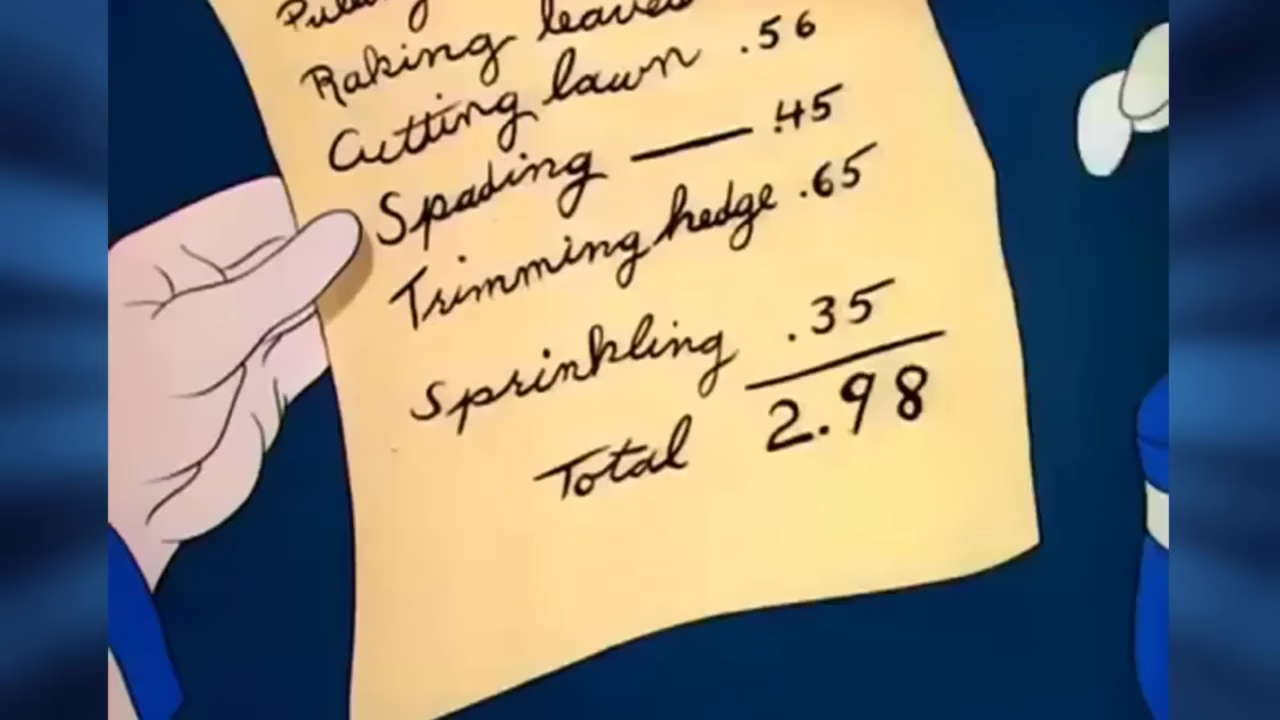 Raking leaves
Cutting lawn .56
Spading — .45
Trimming hedge .65
Sprinkling .35
Total 2.98